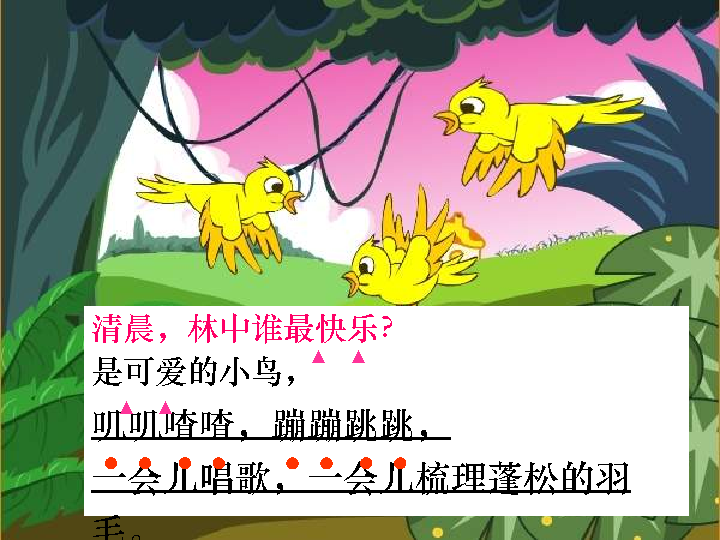 清晨，林中谁最快乐?
是可爱的小鸟，
叽叽喳喳，蹦蹦跳跳，
一会儿唱歌，一会儿梳理蓬松的羽
毛。